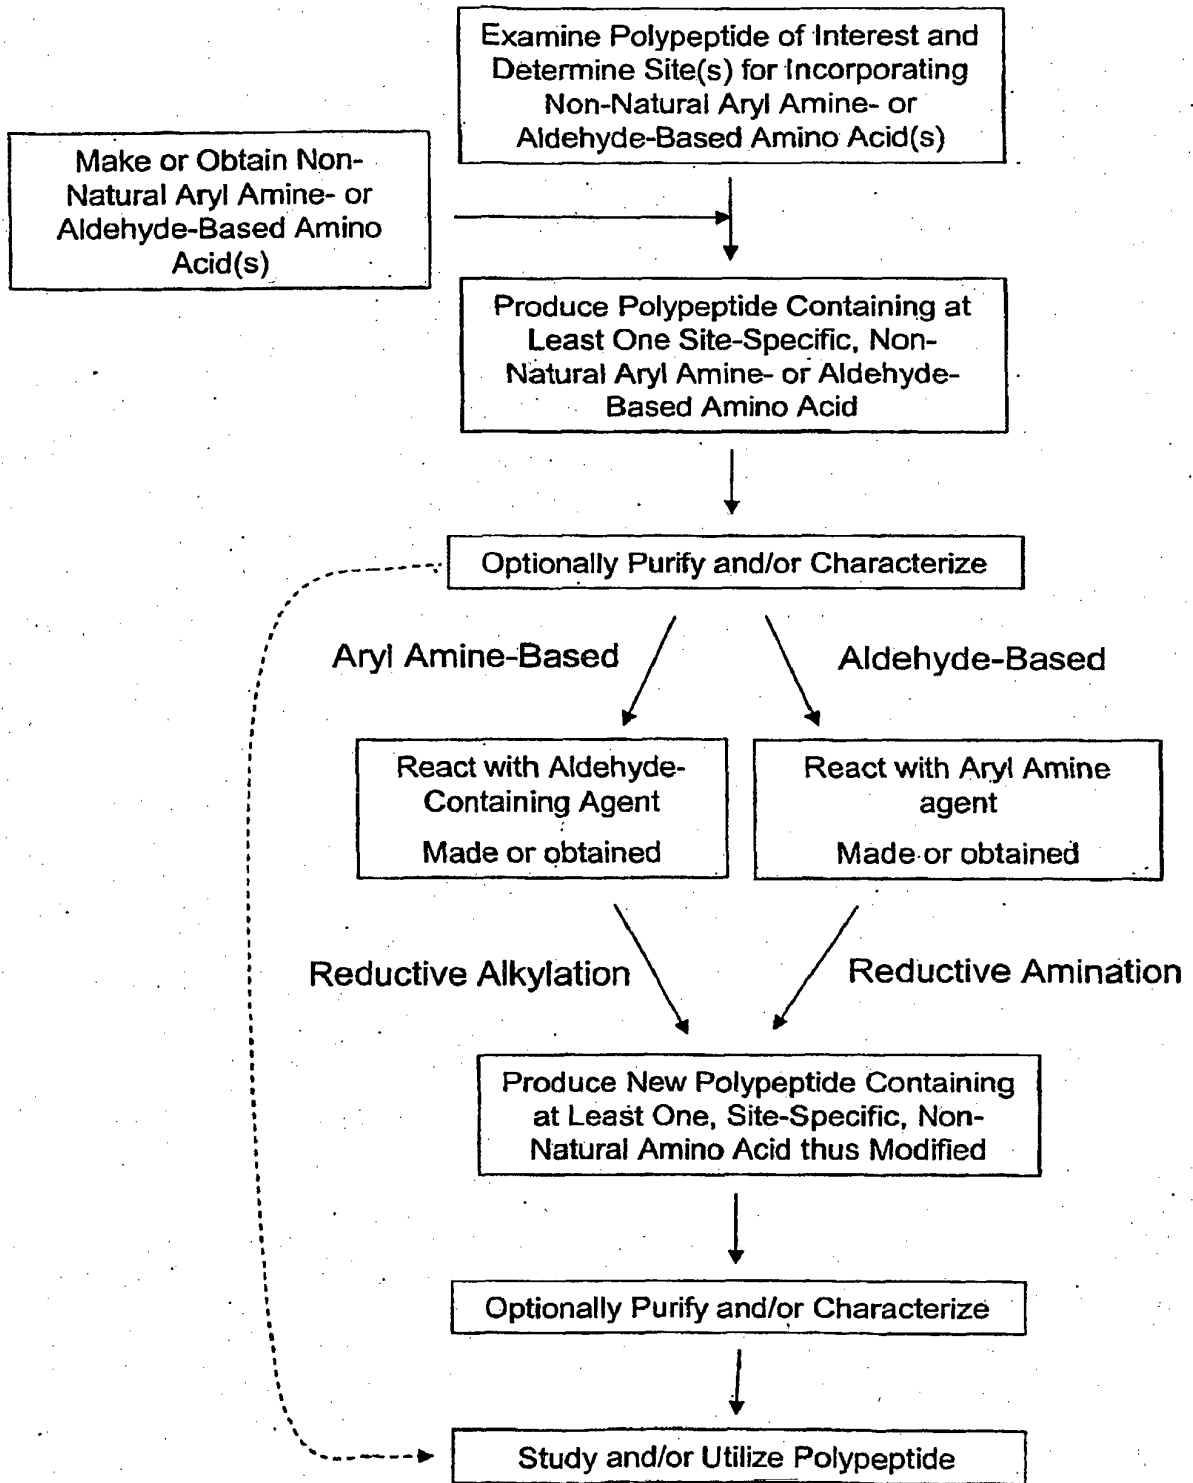 Examine Polypeptide of Interest and
Determine Site(s) for Incorporating
Non-Natural Aryl Amine- or
Aldehyde-Based Amino Acid(s)
Make or Obtain Non-
Natural Aryl Amine- or
Aldehyde-Based Amino
Acid(s)
Produce Polypeptide Containing at
Least One Site-Specific, Non-
Natural Aryl Amine- or Aldehyde-
Based Amino Acid
Optionally Purify and/or Characterize
Aryl Amine-Based
Aldehyde-Based
React with Aldehyde-
Containing Agent
Made or obtained
React with Aryl Amine
agent
Made or obtained
Reductive Alkylation
Reductive Amination
Produce New Polypeptide Containing
at Least One, Site-Specific, Non-
Natural Amino Acid thus Modified
Optionally Purify and/or Characterize
Study and/or Utilize Polypeptide